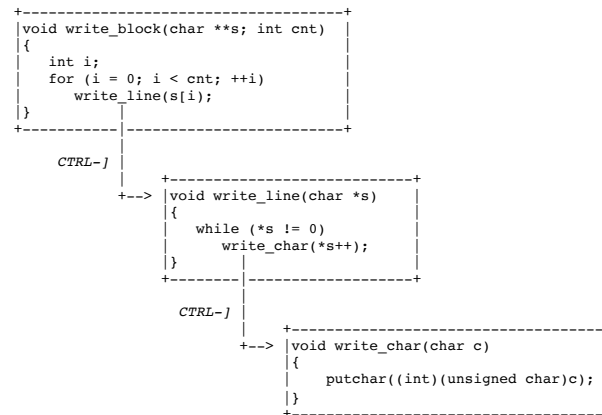 void write_block(char **s; int cnt)
{
int i;
for (i = 0; i < cnt; ++i)
write_line(s[i);
}
CTRL-]
void write_line(char *s)
{
while (*s != 0)
write_char(*s++);
}
CTRL-]
void write_char(char c)
{
putchar((int)(unsigned char)c);
}